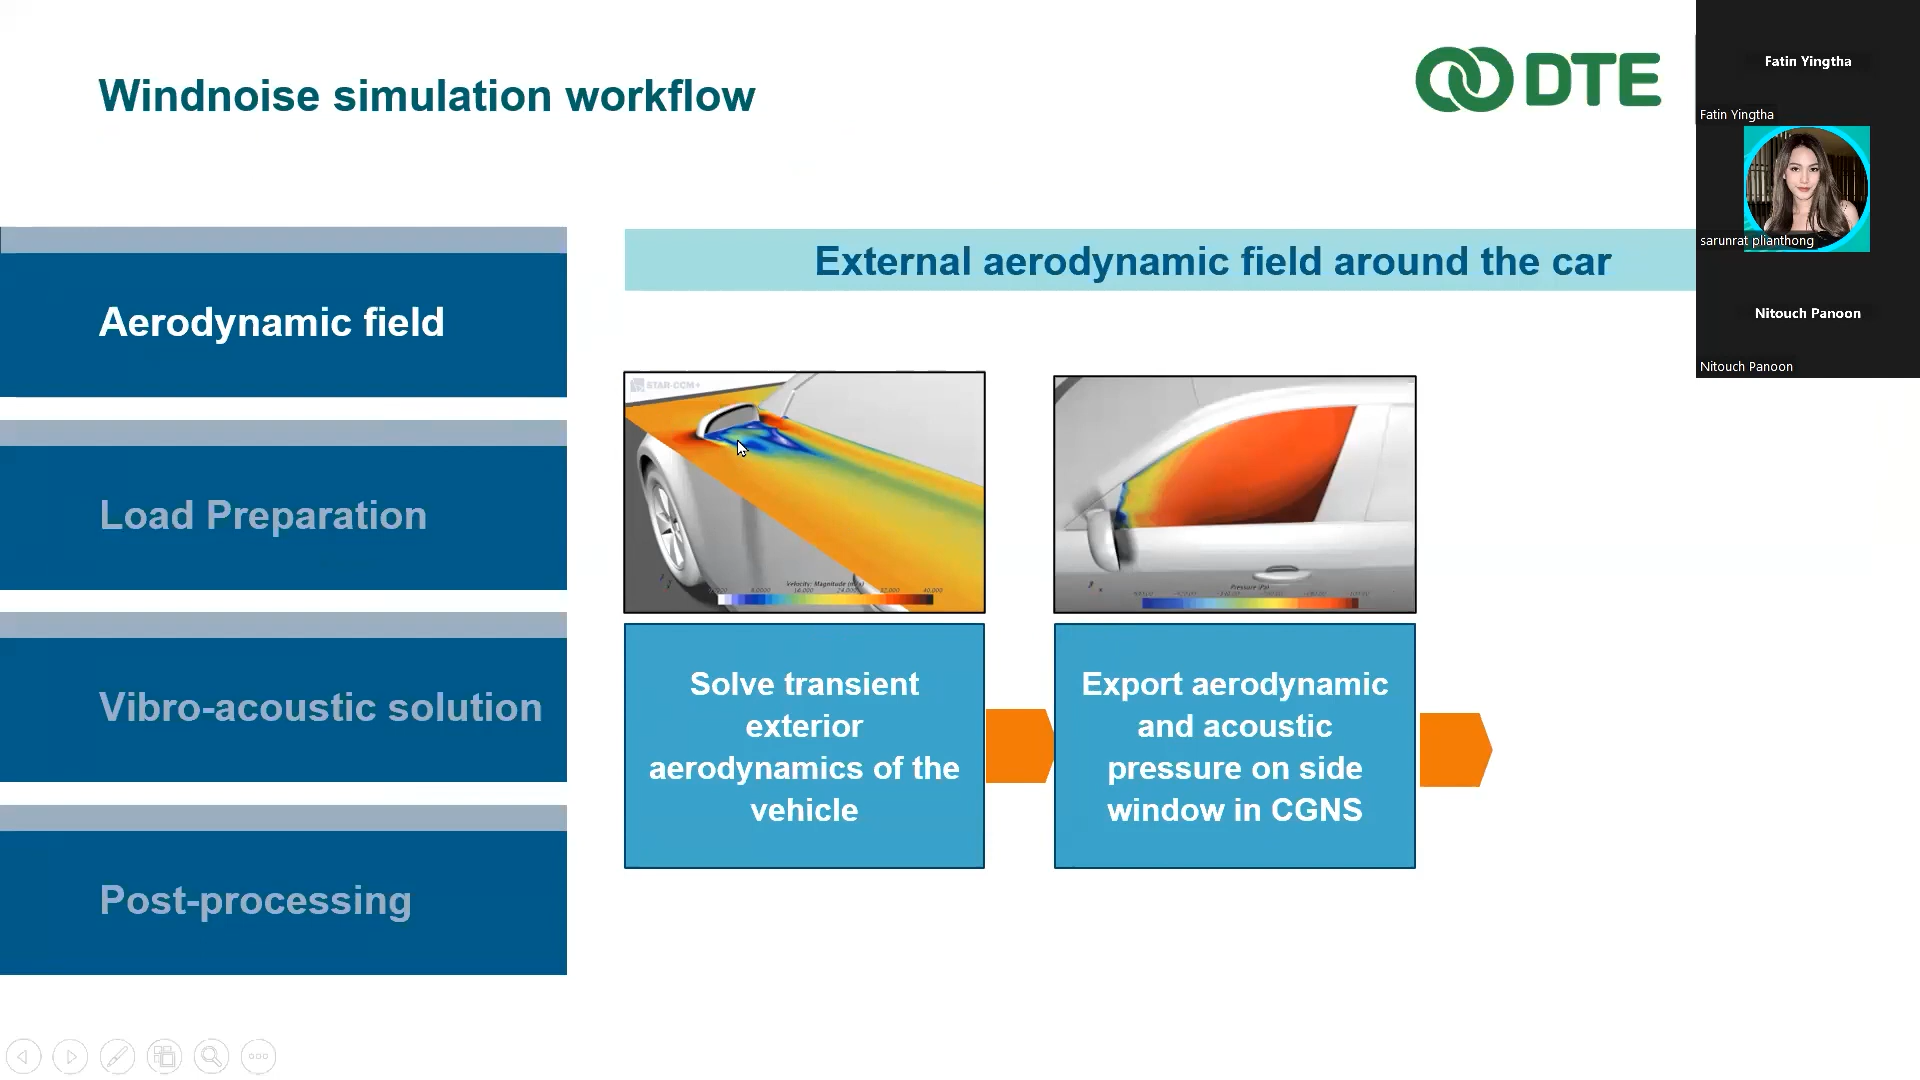 Windnoise simulation workflow
DTE
Fatin Yingtha
Fatin Yingtha
sarunrat plianthong
Nitouch Panoon
Nitouch Panoon
External aerodynamic field around the car
Aerodynamic field
Load Preparation
Vibro-acoustic solution
Post-processing
STAR-CCM+
Velocity: Magnitude (m/s)
Pressure (Pa)
Solve transient
exterior
aerodynamics of the
vehicle
Export aerodynamic
and acoustic
pressure on side
window in CGNS